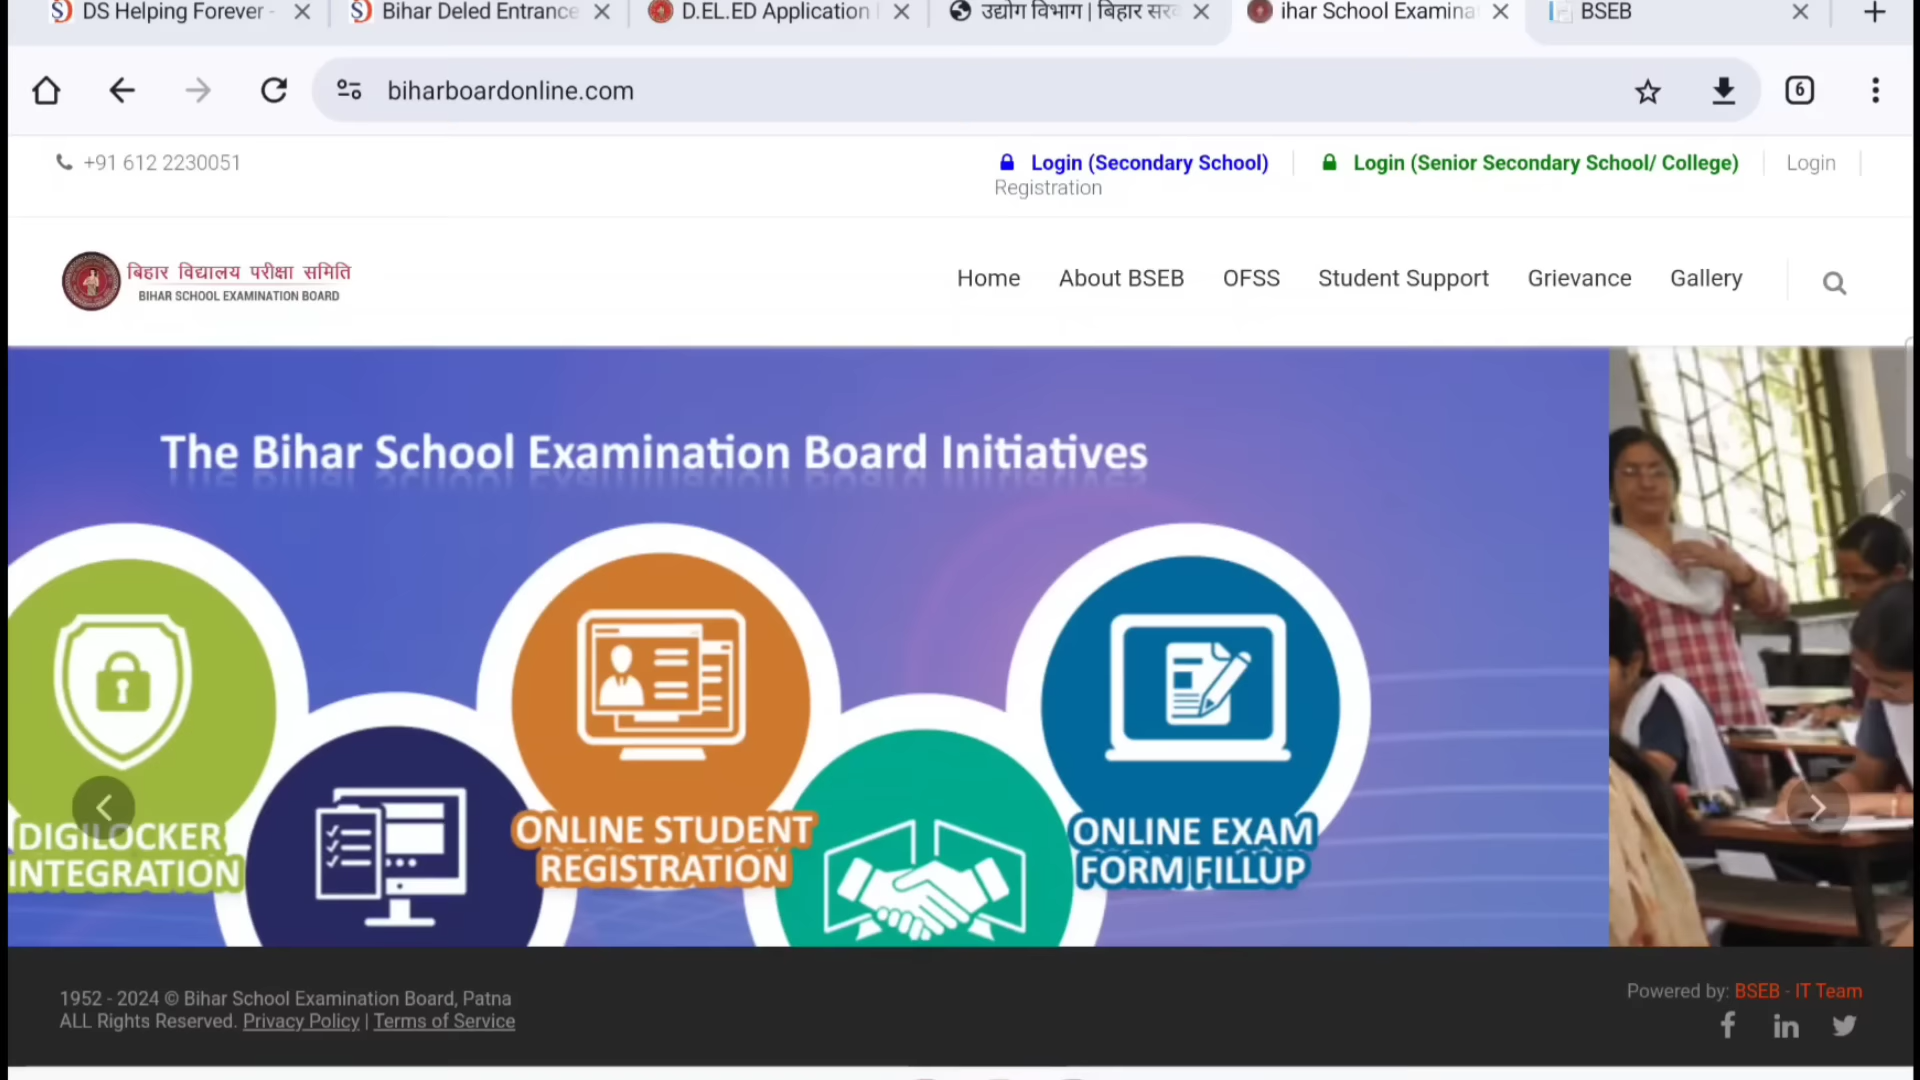 DS Helping Forever -
Bihar Deled Entrance
D.EL.ED Application
उद्योग विभाग | बिहार सर
ihar School Examina
BSEB
biharboardonline.com
6
+91 612 2230051
Login (Secondary School)
Login (Senior Secondary School/ College)
Login
Registration
बिहार विद्यालय परीक्षा समिति
BIHAR SCHOOL EXAMINATION BOARD
Home
About BSEB
OFSS
Student Support
Grievance
Gallery
The Bihar School Examination Board Initiatives
DIGILOCKER
INTEGRATION
ONLINE STUDENT
REGISTRATION
ONLINE EXAM
FORM FILLUP
1952 - 2024 © Bihar School Examination Board, Patna
ALL Rights Reserved. Privacy Policy | Terms of Service
Powered by: BSEB - IT Team